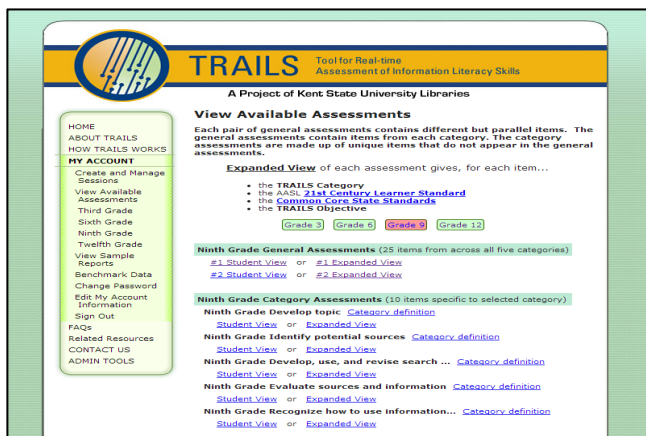 TRAILS
Tool for Real-time
Assessment of Information Literacy Skills
A Project of Kent State University Libraries
HOME
ABOUT TRAILS
HOW TRAILS WORKS
MY ACCOUNT
Create and Manage
Sessions
View Available
Assessments
Third Grade
Sixth Grade
Ninth Grade
Twelfth Grade
View Sample
Reports
Benchmark Data
Change Password
Edit My Account
Information
Sign Out
FAQs
Related Resources
CONTACT US
ADMIN TOOLS
View Available Assessments
Each pair of general assessments contains different but parallel items. The
general assessments contain items from each category. The category
assessments are made up of unique items that do not appear in the general
assessments.
Expanded View of each assessment gives, for each item...
• the TRAILS Category
• the AASL 21st Century Learner Standard
• the Common Core State Standards
• the TRAILS Objective
Grade 3 Grade 6 Grade 9 Grade 12
Ninth Grade General Assessments (25 items from across all five categories)
#1 Student View or #1 Expanded View
#2 Student View or #2 Expanded View
Ninth Grade Category Assessments (10 items specific to selected category)
Ninth Grade Develop topic Category definition
Student View or Expanded View
Ninth Grade Identify potential sources Category definition
Student View or Expanded View
Ninth Grade Develop, use, and revise search ... Category definition
Student View or Expanded View
Ninth Grade Evaluate sources and information Category definition
Student View or Expanded View
Ninth Grade Recognize how to use information... Category definition
Student View or Expanded View